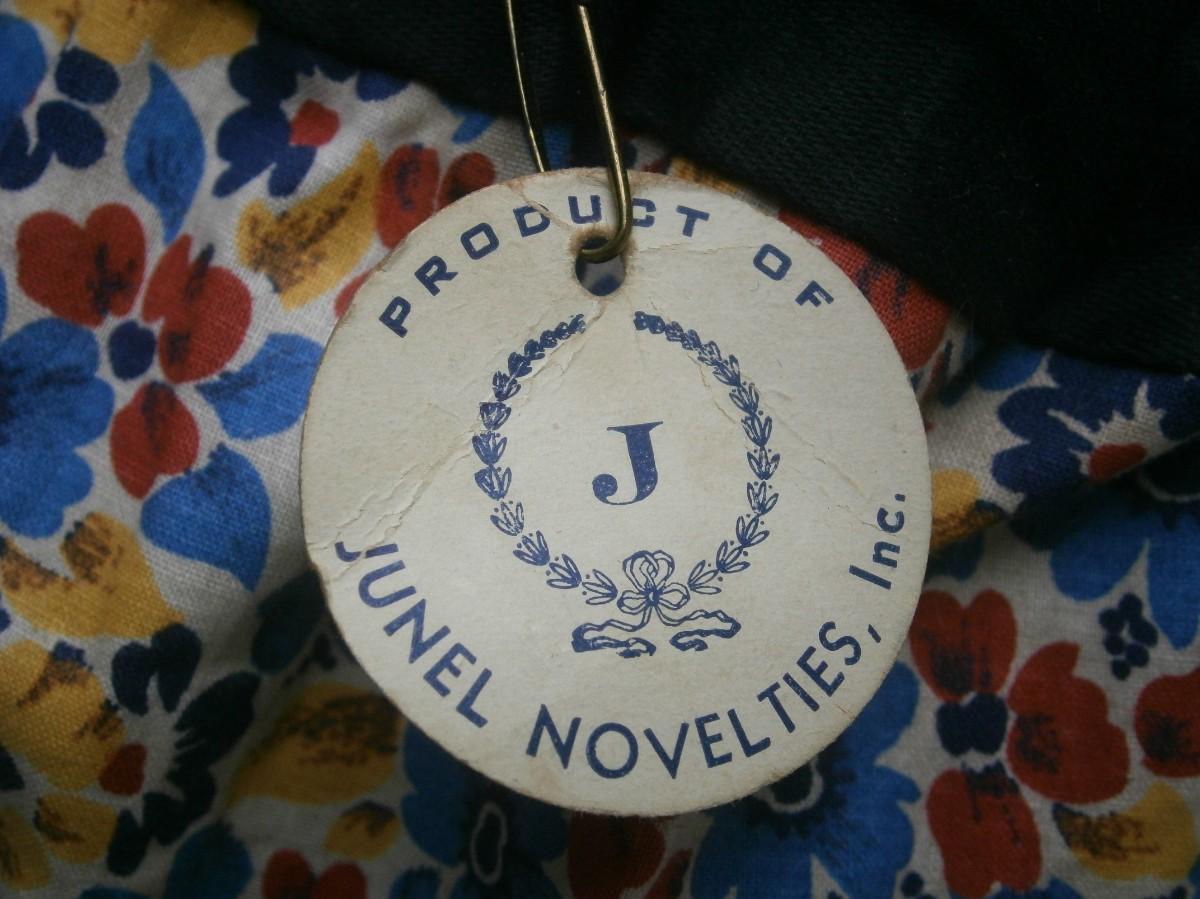 PRODUCT OF
J
JUNEL NOVELTIES, Inc.